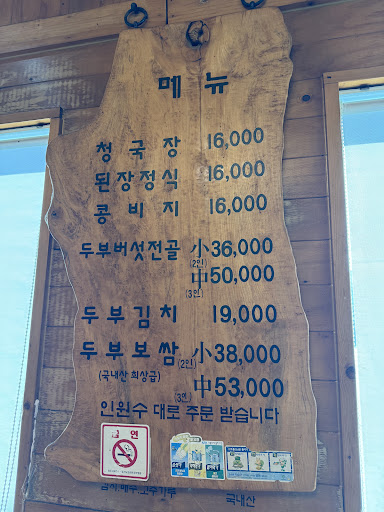 메뉴
청국장 16,000
된장정식 16,000
콩비지 16,000
두부버섯전골 小 36,000
(2인)
中 50,000
(3인)
두부김치 19,000
두부보쌈 (2인) 小 38,000
(국내산 최상급)
(3인) 中 53,000
인원수 대로 주문 받습니다
금연
국내산